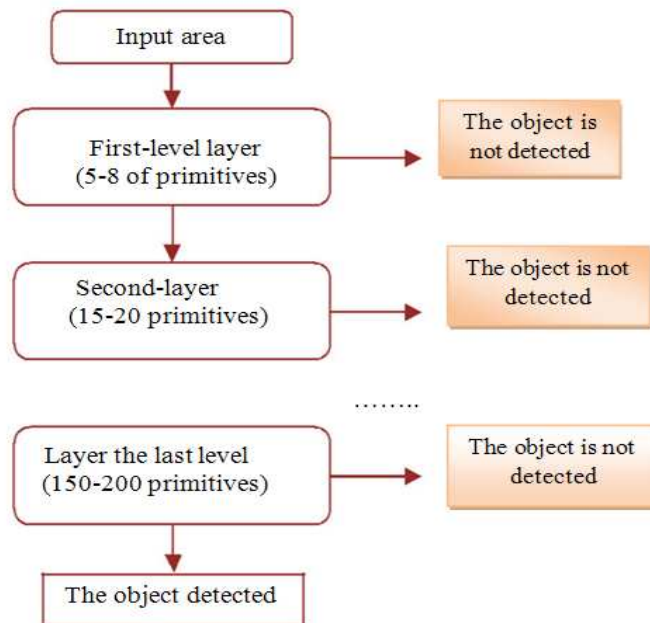 Input area
First-level layer
(5-8 of primitives)
The object is
not detected
Second-layer
(15-20 primitives)
The object is not
detected
........
Layer the last level
(150-200 primitives)
The object is not
detected
The object detected